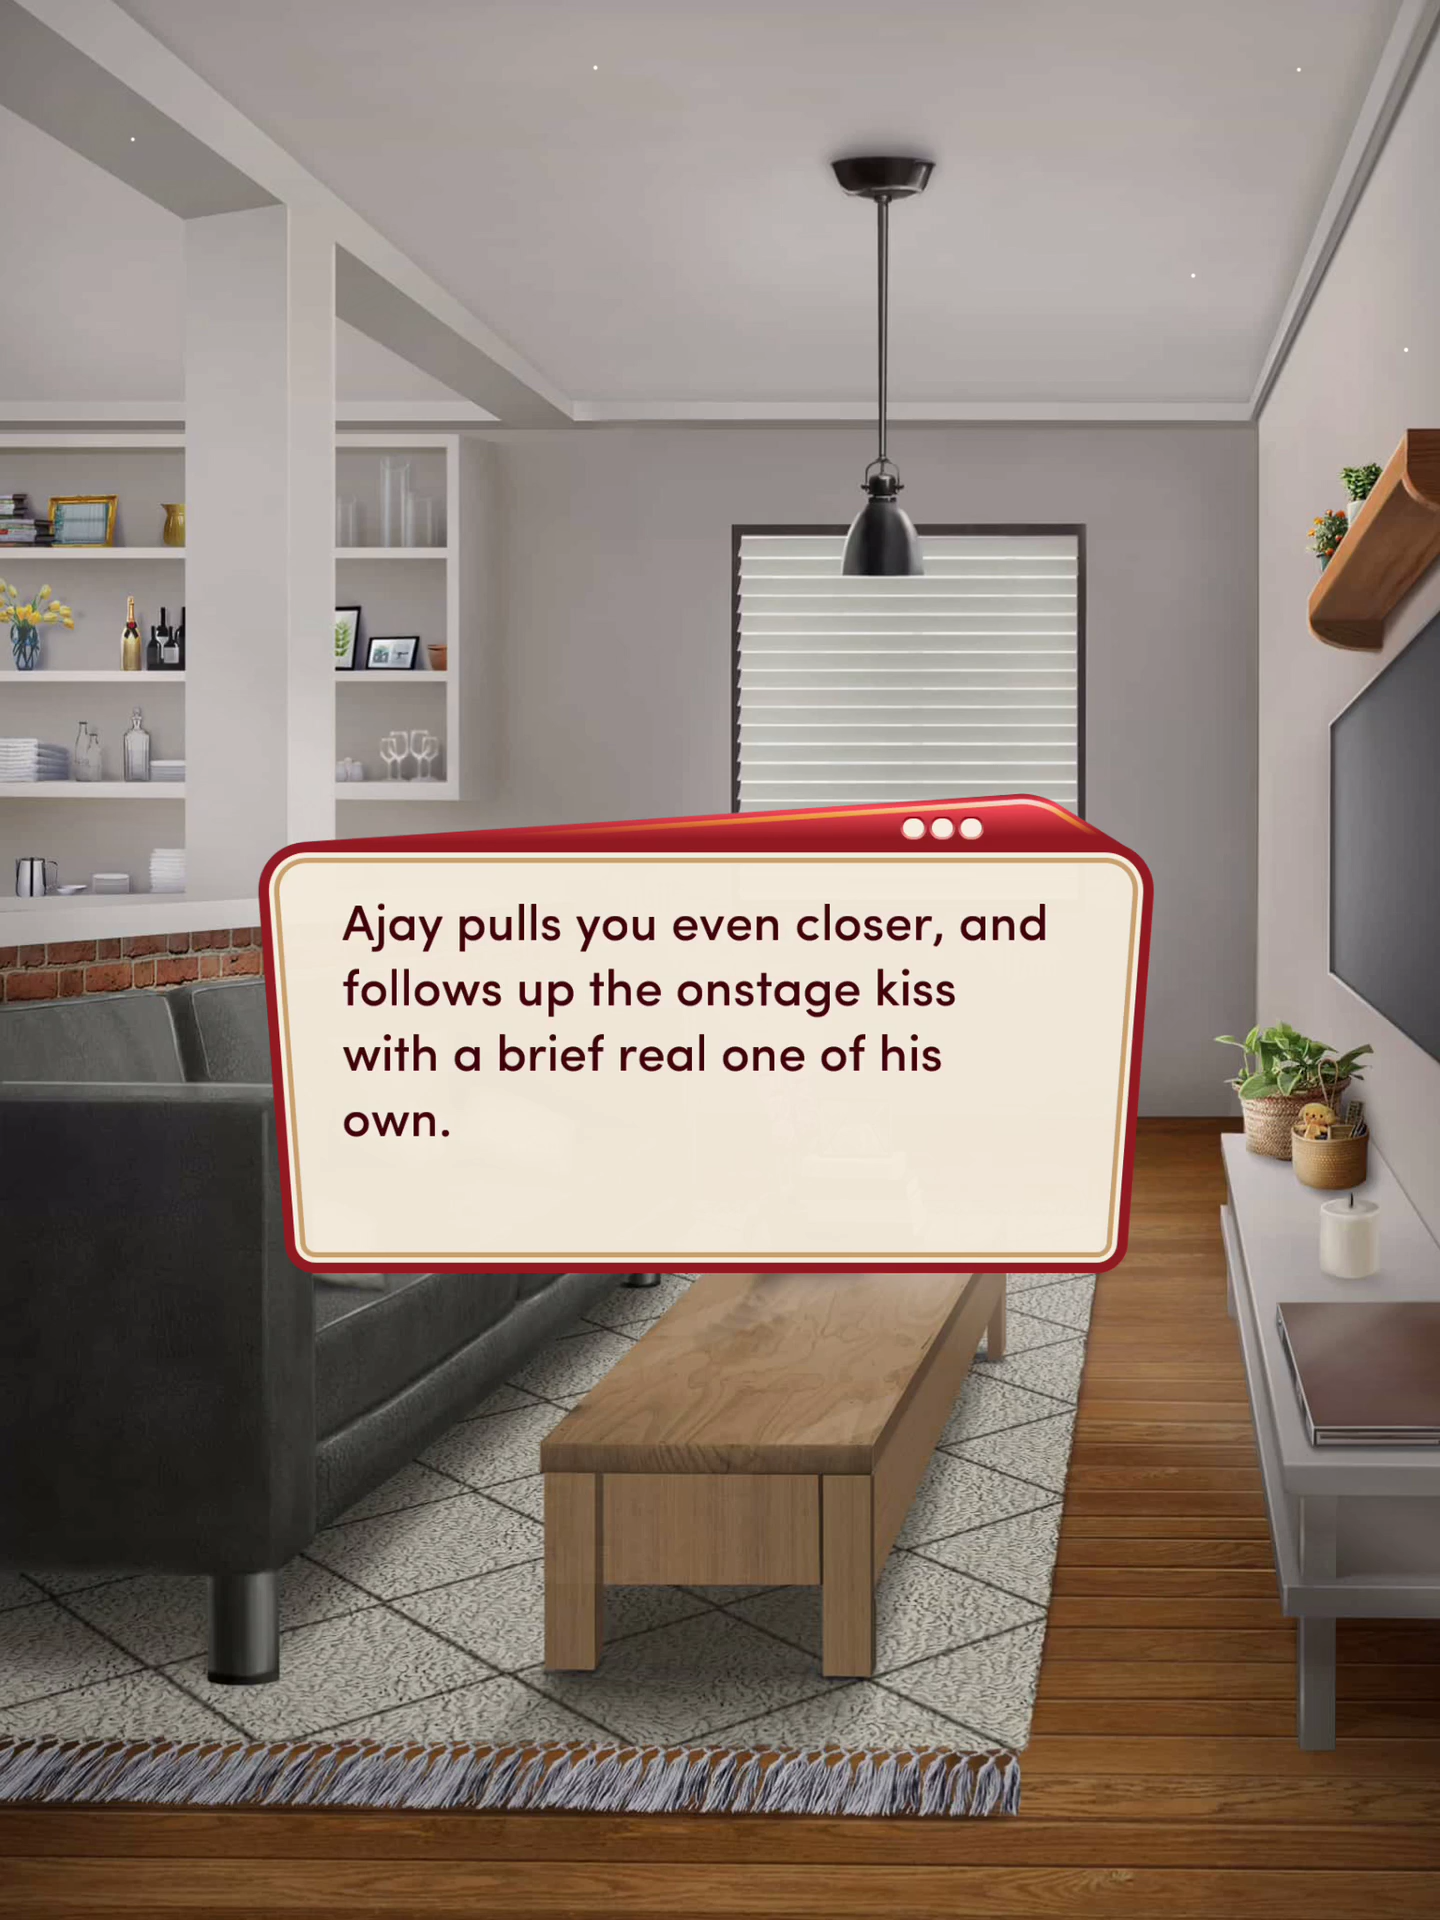 Ajay pulls you even closer, and
follows up the onstage kiss
with a brief real one of his
own.